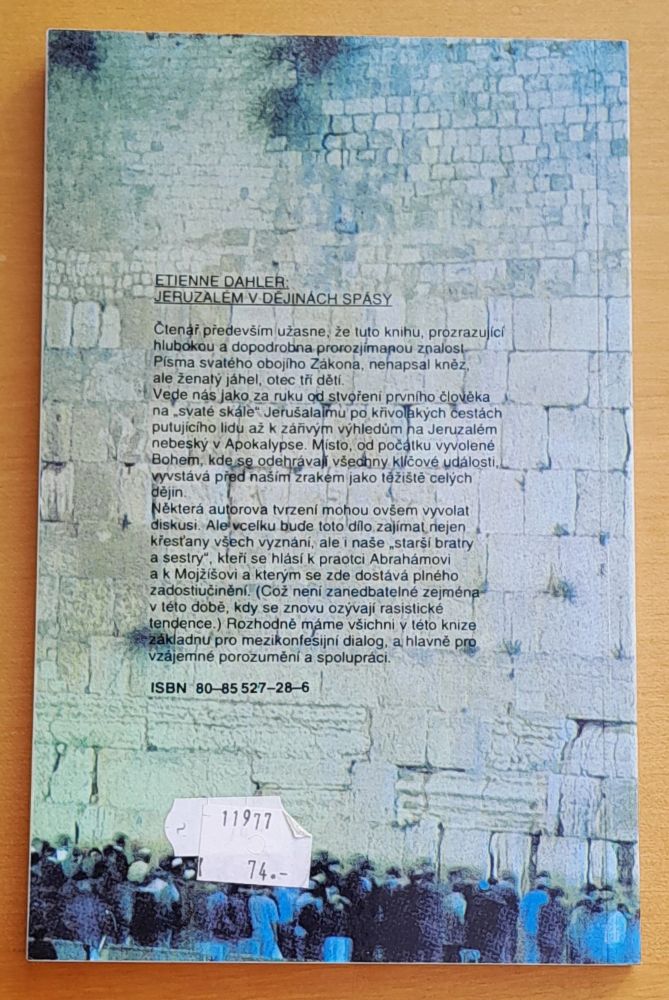 ETIENNE DAHLER:
JERUZALÉM V DĚJINÁCH SPÁSY
Čtenář především užasne, že tuto knihu, prozrazující
hlubokou a dopodrobna prorozjímanou znalost
Písma svatého obojího Zákona, nenapsal kněz,
ale ženatý jáhel, otec tří dětí.
Vede nás jako za ruku od stvoření prvního člověka
na „svaté skále“ Jerušalaimu po křivolakých cestách
putujícího lidu až k zářivým výhledům na Jeruzalém
nebeský v Apokalypse. Místo, od počátku vyvolené
Bohem, kde se odehrávají všechny klíčové události,
vyvstává před naším zrakem jako těžiště celých
dějin.
Některá autorova tvrzení mohou ovšem vyvolat
diskusi. Ale vcelku bude toto dílo zajímat nejen
křesťany všech vyznání, ale i naše „starší bratry
a sestry“, kteří se hlásí k praotci Abrahámovi
a k Mojžíšovi a kterým se zde dostává plného
zadostiučinění. (Což není zanedbatelné zejména
v této době, kdy se znovu ozývají rasistické
tendence.) Rozhodně máme všichni v této knize
základnu pro mezikonfesijní dialog, a hlavně pro
vzájemné porozumění a spolupráci.
ISBN 80–85 527–28–6
11977
74.-